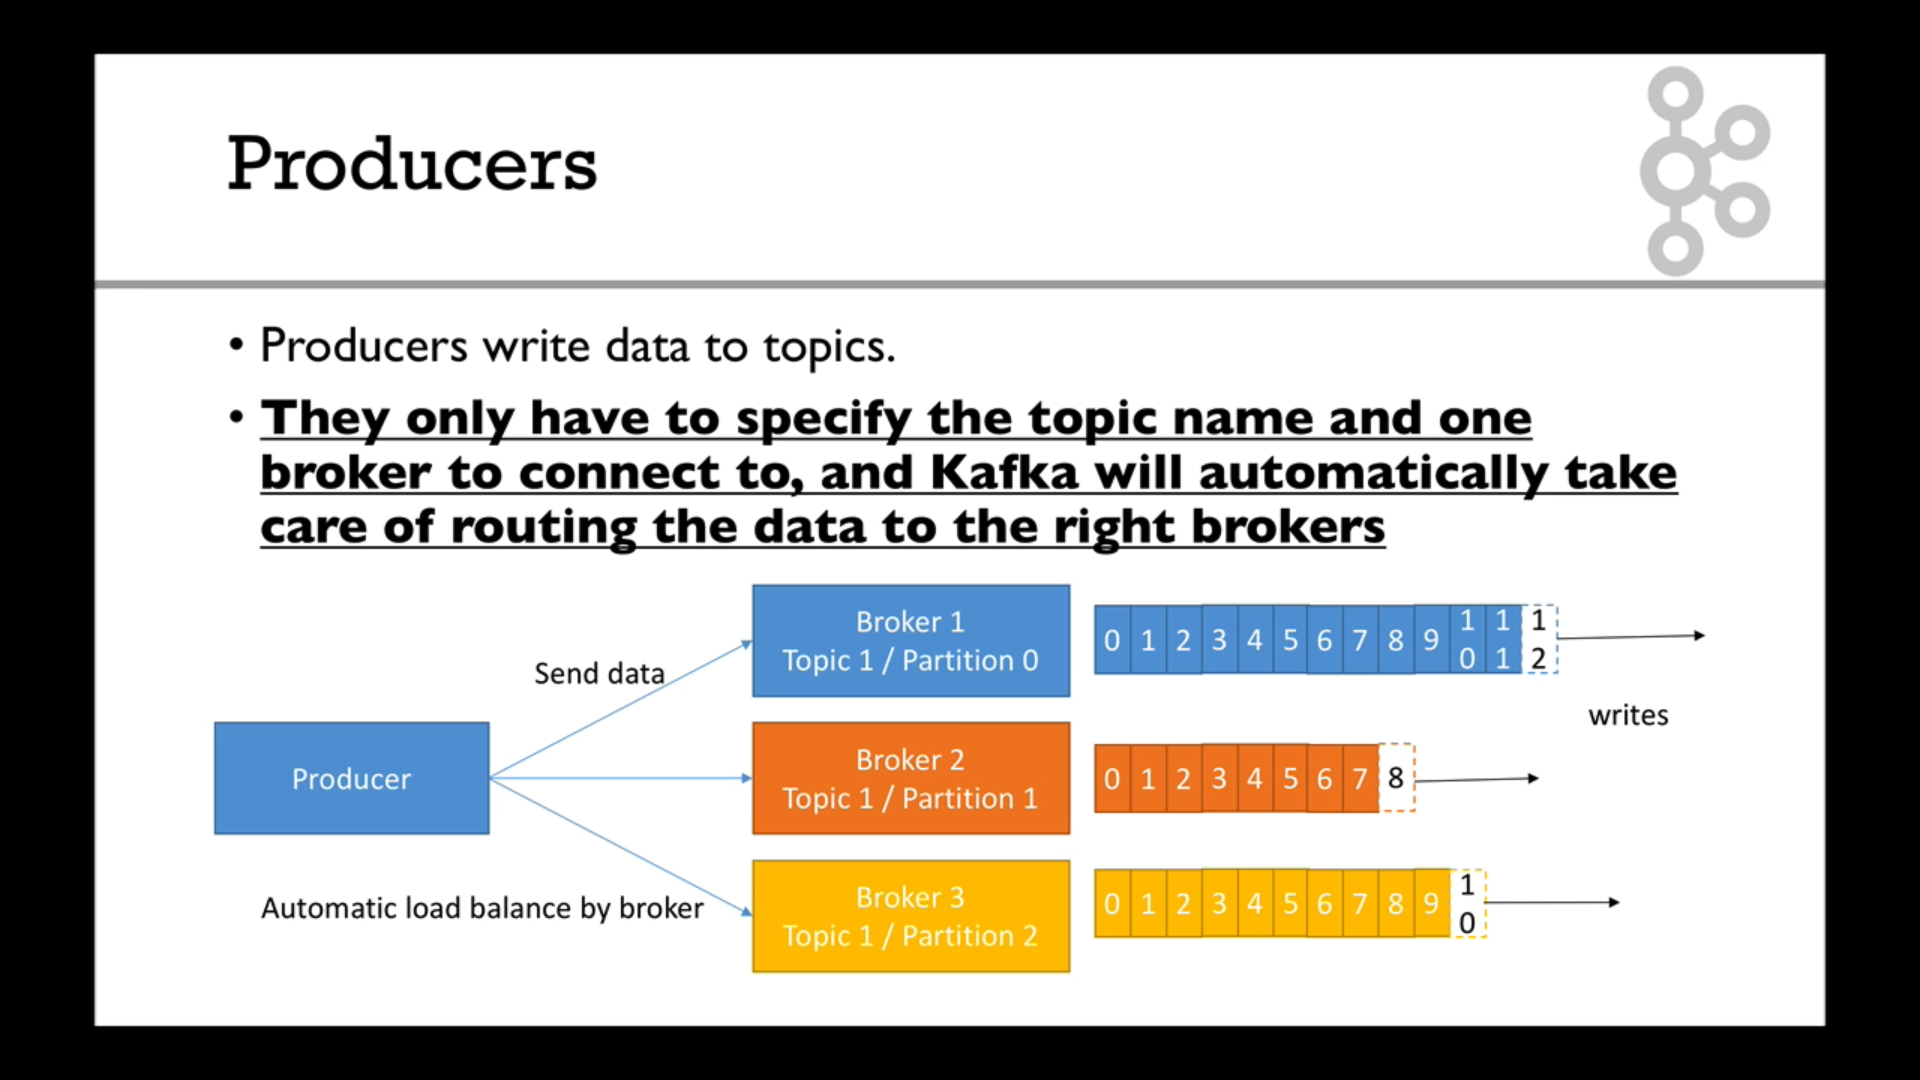 Producers
• Producers write data to topics.
• They only have to specify the topic name and one
broker to connect to, and Kafka will automatically take
care of routing the data to the right brokers
Send data
Producer
Automatic load balance by broker
Broker 1
Topic 1 / Partition 0
0 1 2 3 4 5 6 7 8 9 10 11 12
writes
Broker 2
Topic 1 / Partition 1
0 1 2 3 4 5 6 7 8
Broker 3
Topic 1 / Partition 2
0 1 2 3 4 5 6 7 8 9 10